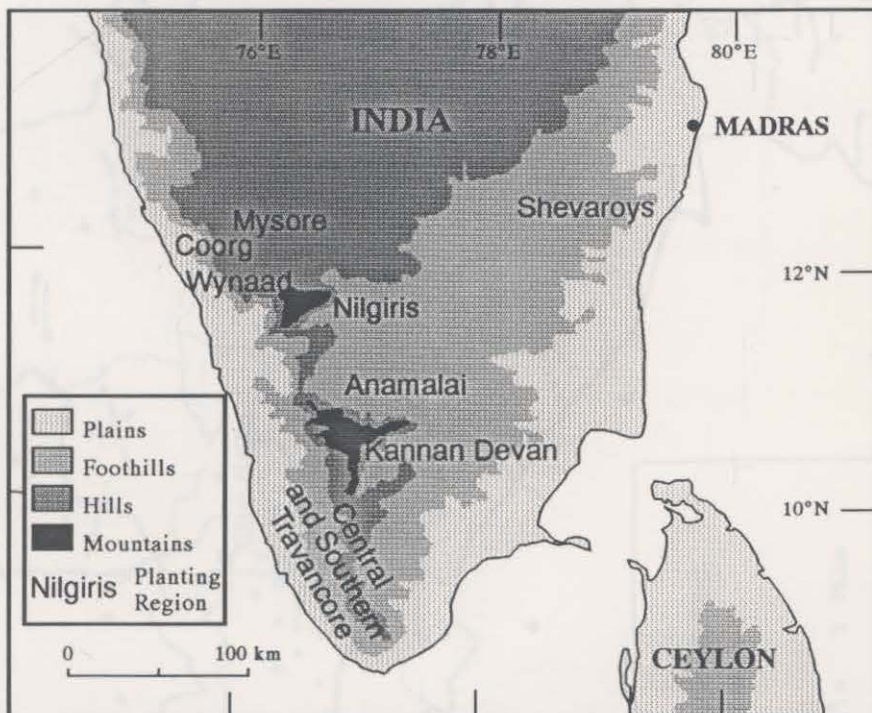 76°E
78°E
80°E
INDIA
MADRAS
Shevaroys
Mysore
Coorg
Wynaad
12°N
Nilgiris
Anamalai
Kannan Devan
Central
and Southern
Travancore
10°N
CEYLON
Plains
Foothills
Hills
Mountains
Nilgiris Planting
Region
0 100 km